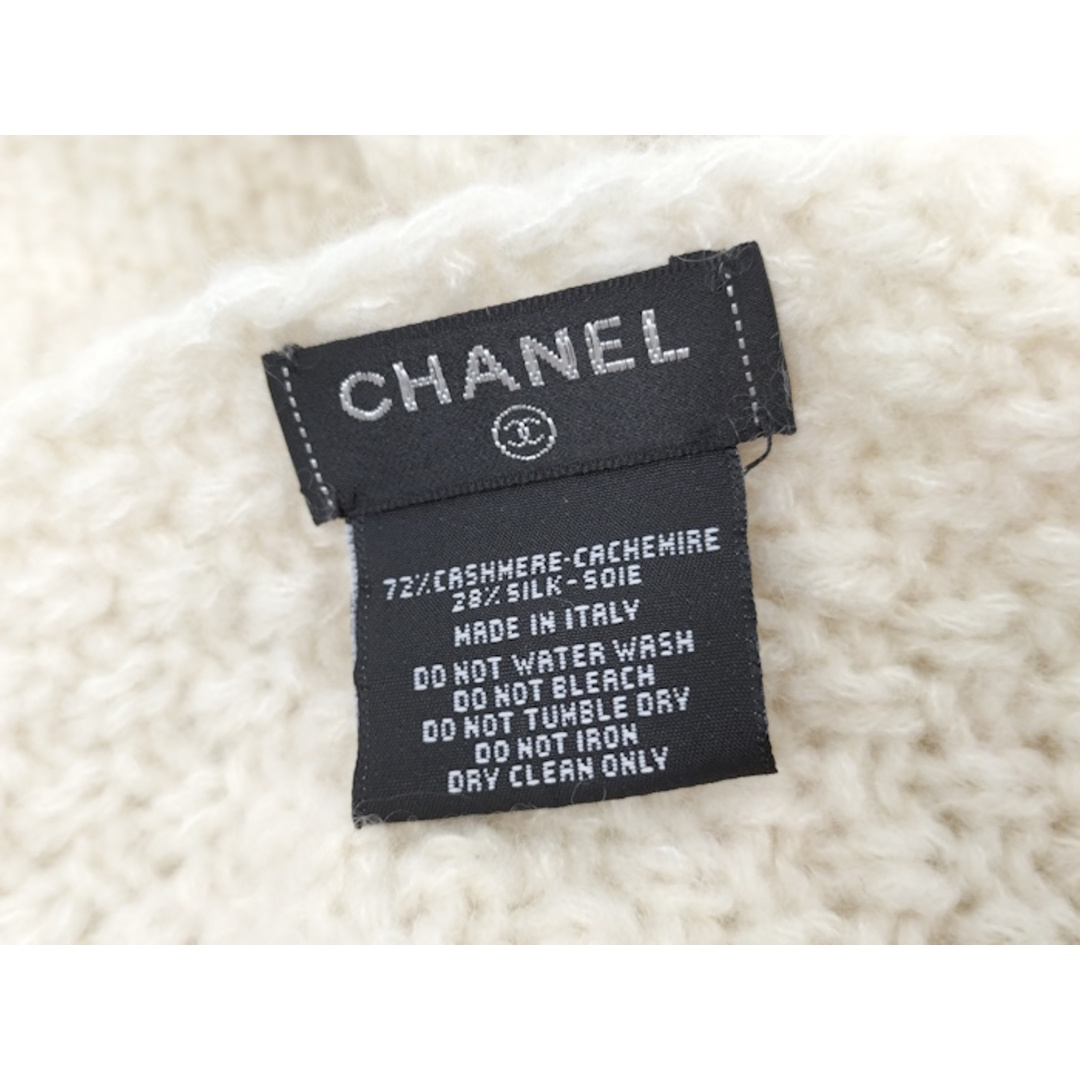 CHANEL
72%CASHMERE-CACHEMIRE
28%SILK-SOIE
MADE IN ITALY
DO NOT WATER WASH
DO NOT BLEACH
DO NOT TUMBLE DRY
DO NOT IRON
DRY CLEAN ONLY